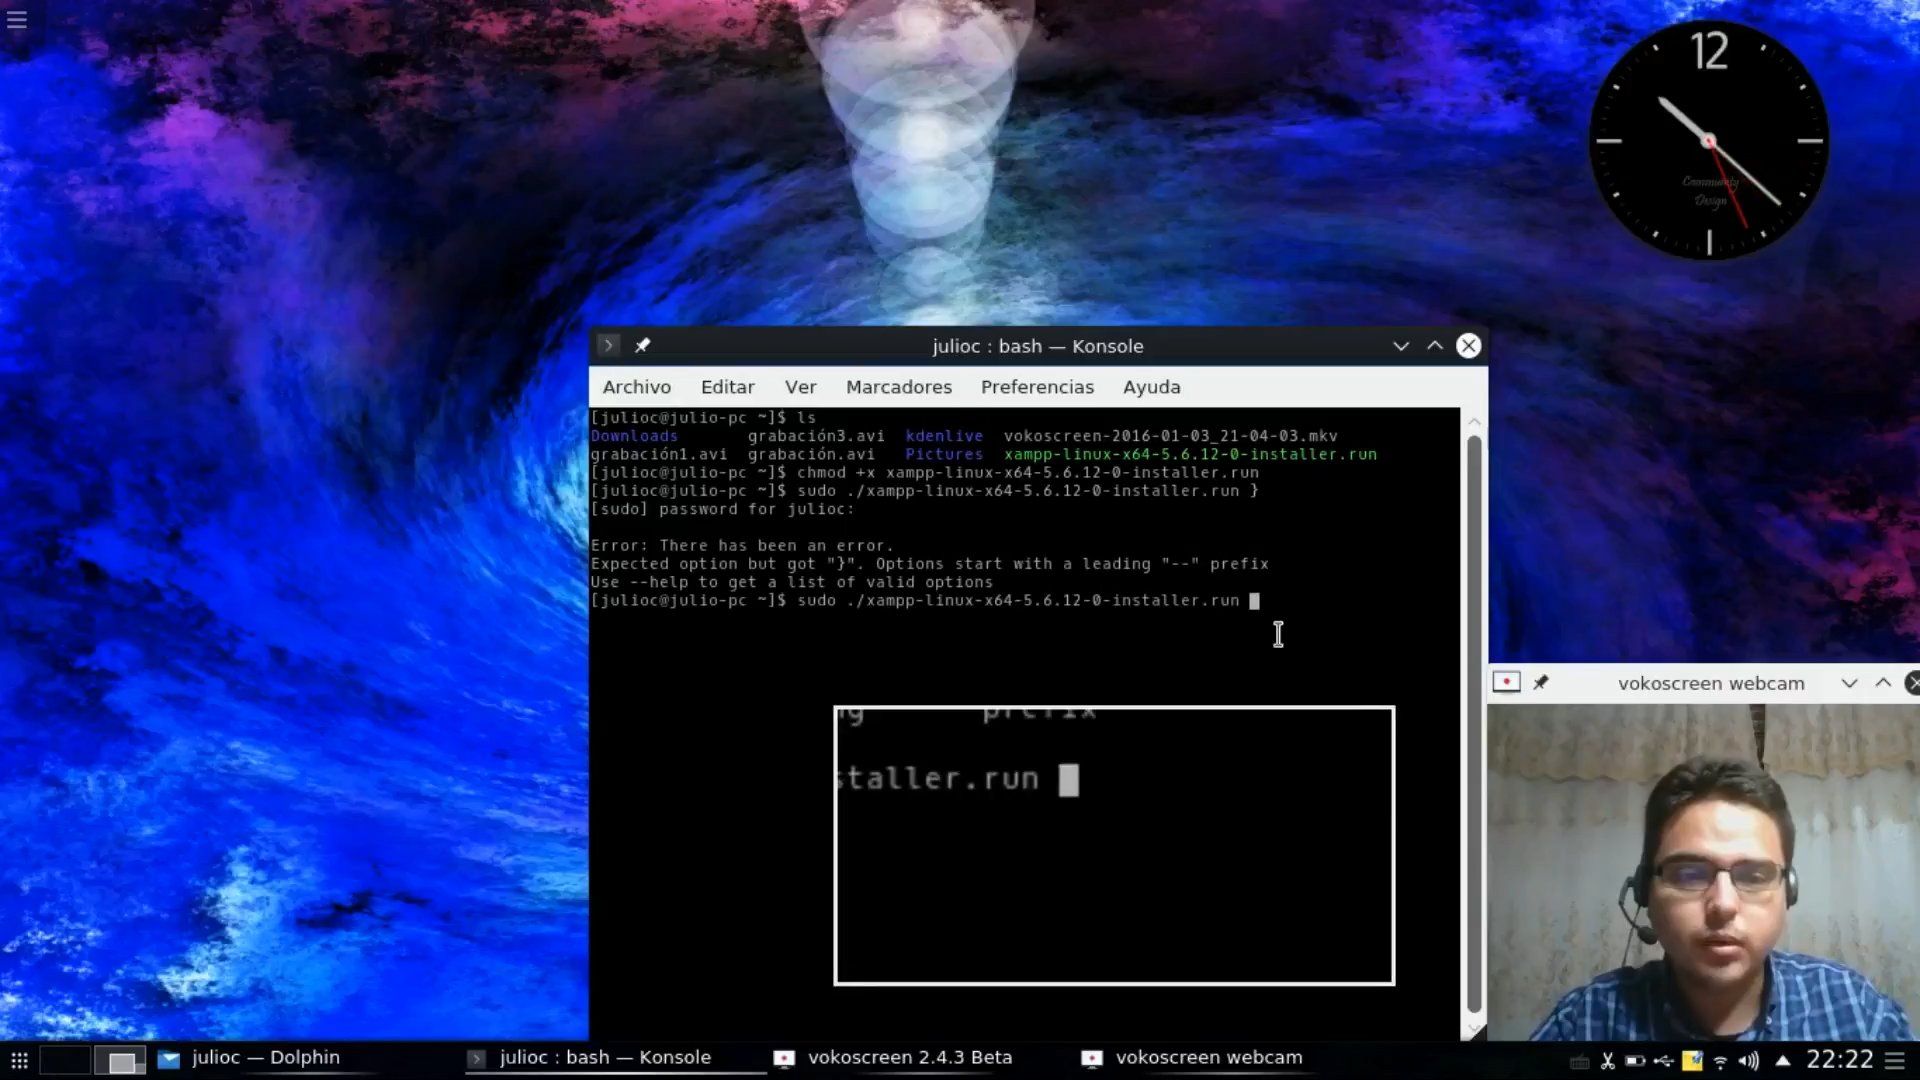 12
Community
Design
julioc : bash — Konsole
Archivo Editar Ver Marcadores Preferencias Ayuda
[julioc@julio-pc ~]$ ls
Downloads grabación3.avi kdenlive vokoscreen-2016-01-03_21-04-03.mkv
grabación1.avi grabación.avi Pictures xampp-linux-x64-5.6.12-0-installer.run
[julioc@julio-pc ~]$ chmod +x xampp-linux-x64-5.6.12-0-installer.run
[julioc@julio-pc ~]$ sudo ./xampp-linux-x64-5.6.12-0-installer.run }
[sudo] password for julioc:
Error: There has been an error.
Expected option but got "}". Options start with a leading "--" prefix
Use --help to get a list of valid options
[julioc@julio-pc ~]$ sudo ./xampp-linux-x64-5.6.12-0-installer.run
vokoscreen webcam
ng prefix
staller.run
julioc — Dolphin
julioc : bash — Konsole
vokoscreen 2.4.3 Beta
vokoscreen webcam
22:22